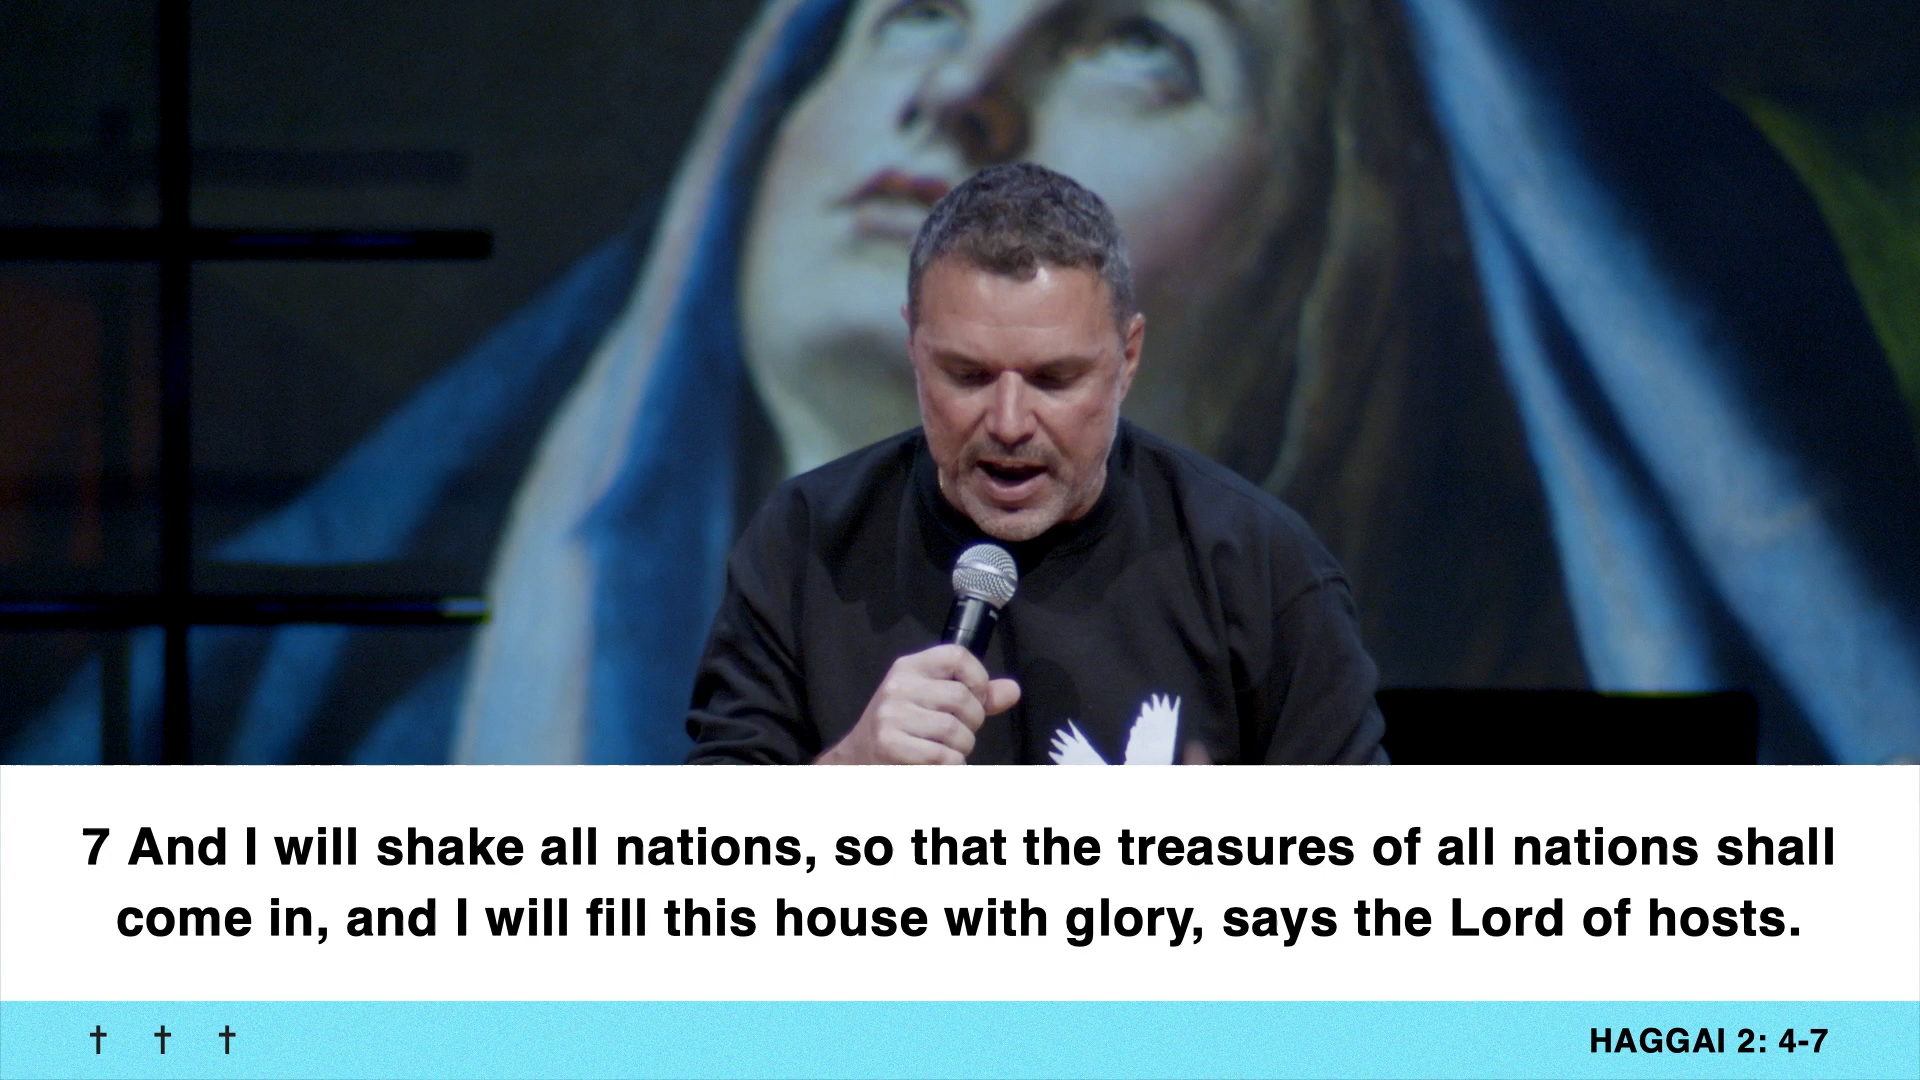 7 And I will shake all nations, so that the treasures of all nations shall
come in, and I will fill this house with glory, says the Lord of hosts.
† † †
HAGGAI 2: 4-7